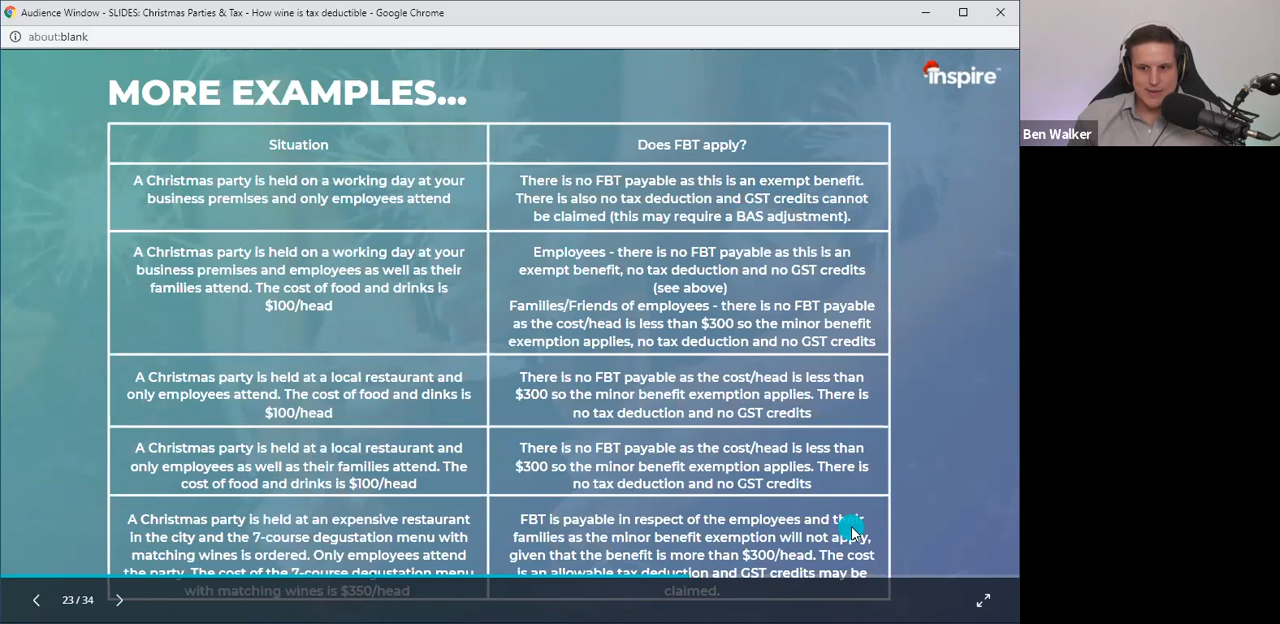 Audience Window - SLIDES: Christmas Parties & Tax - How wine is tax deductible - Google Chrome
about:blank
MORE EXAMPLES...
inspire
Ben Walker
Situation
Does FBT apply?
A Christmas party is held on a working day at your
business premises and only employees attend
There is no FBT payable as this is an exempt benefit.
There is also no tax deduction and GST credits cannot
be claimed (this may require a BAS adjustment).
A Christmas party is held on a working day at your
business premises and employees as well as their
families attend. The cost of food and drinks is
$100/head
Employees - there is no FBT payable as this is an
exempt benefit, no tax deduction and no GST credits
(see above)
Families/Friends of employees - there is no FBT payable
as the cost/head is less than $300 so the minor benefit
exemption applies, no tax deduction and no GST credits
A Christmas party is held at a local restaurant and
only employees attend. The cost of food and dinks is
$100/head
There is no FBT payable as the cost/head is less than
$300 so the minor benefit exemption applies. There is
no tax deduction and no GST credits
A Christmas party is held at a local restaurant and
only employees as well as their families attend. The
cost of food and drinks is $100/head
There is no FBT payable as the cost/head is less than
$300 so the minor benefit exemption applies. There is
no tax deduction and no GST credits
A Christmas party is held at an expensive restaurant
in the city and the 7-course degustation menu with
matching wines is ordered. Only employees attend
the party. The cost of the 7-course degustation menu
with matching wines is $350/head
FBT is payable in respect of the employees and their
families as the minor benefit exemption will not apply,
given that the benefit is more than $300/head. The cost
is an allowable tax deduction and GST credits may be
claimed.
23 / 34